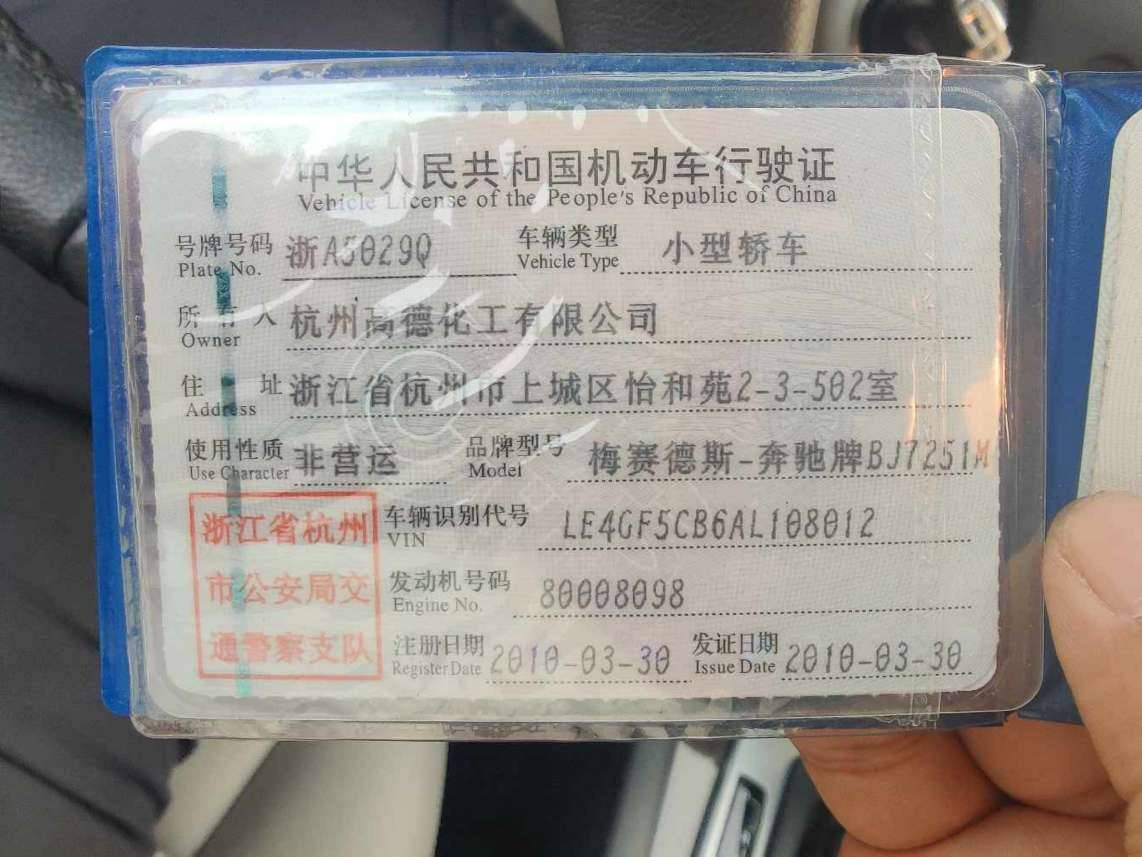 中华人民共和国机动车行驶证
Vehicle License of the People's Republic of China
号牌号码 浙A5029Q 车辆类型 小型轿车
Plate No. Vehicle Type
所有人 杭州高德化工有限公司
Owner
住址 浙江省杭州市上城区怡和苑2-3-502室
Address
使用性质 非营运 品牌型号 梅赛德斯-奔驰牌BJ7251M
Use Character Model
浙江省杭州
市公安局交
通警察支队
车辆识别代号 LE4GF5CB6AL108012
VIN
发动机号码 80008098
Engine No.
注册日期 2010-03-30 发证日期 2010-03-30
Register Date Issue Date